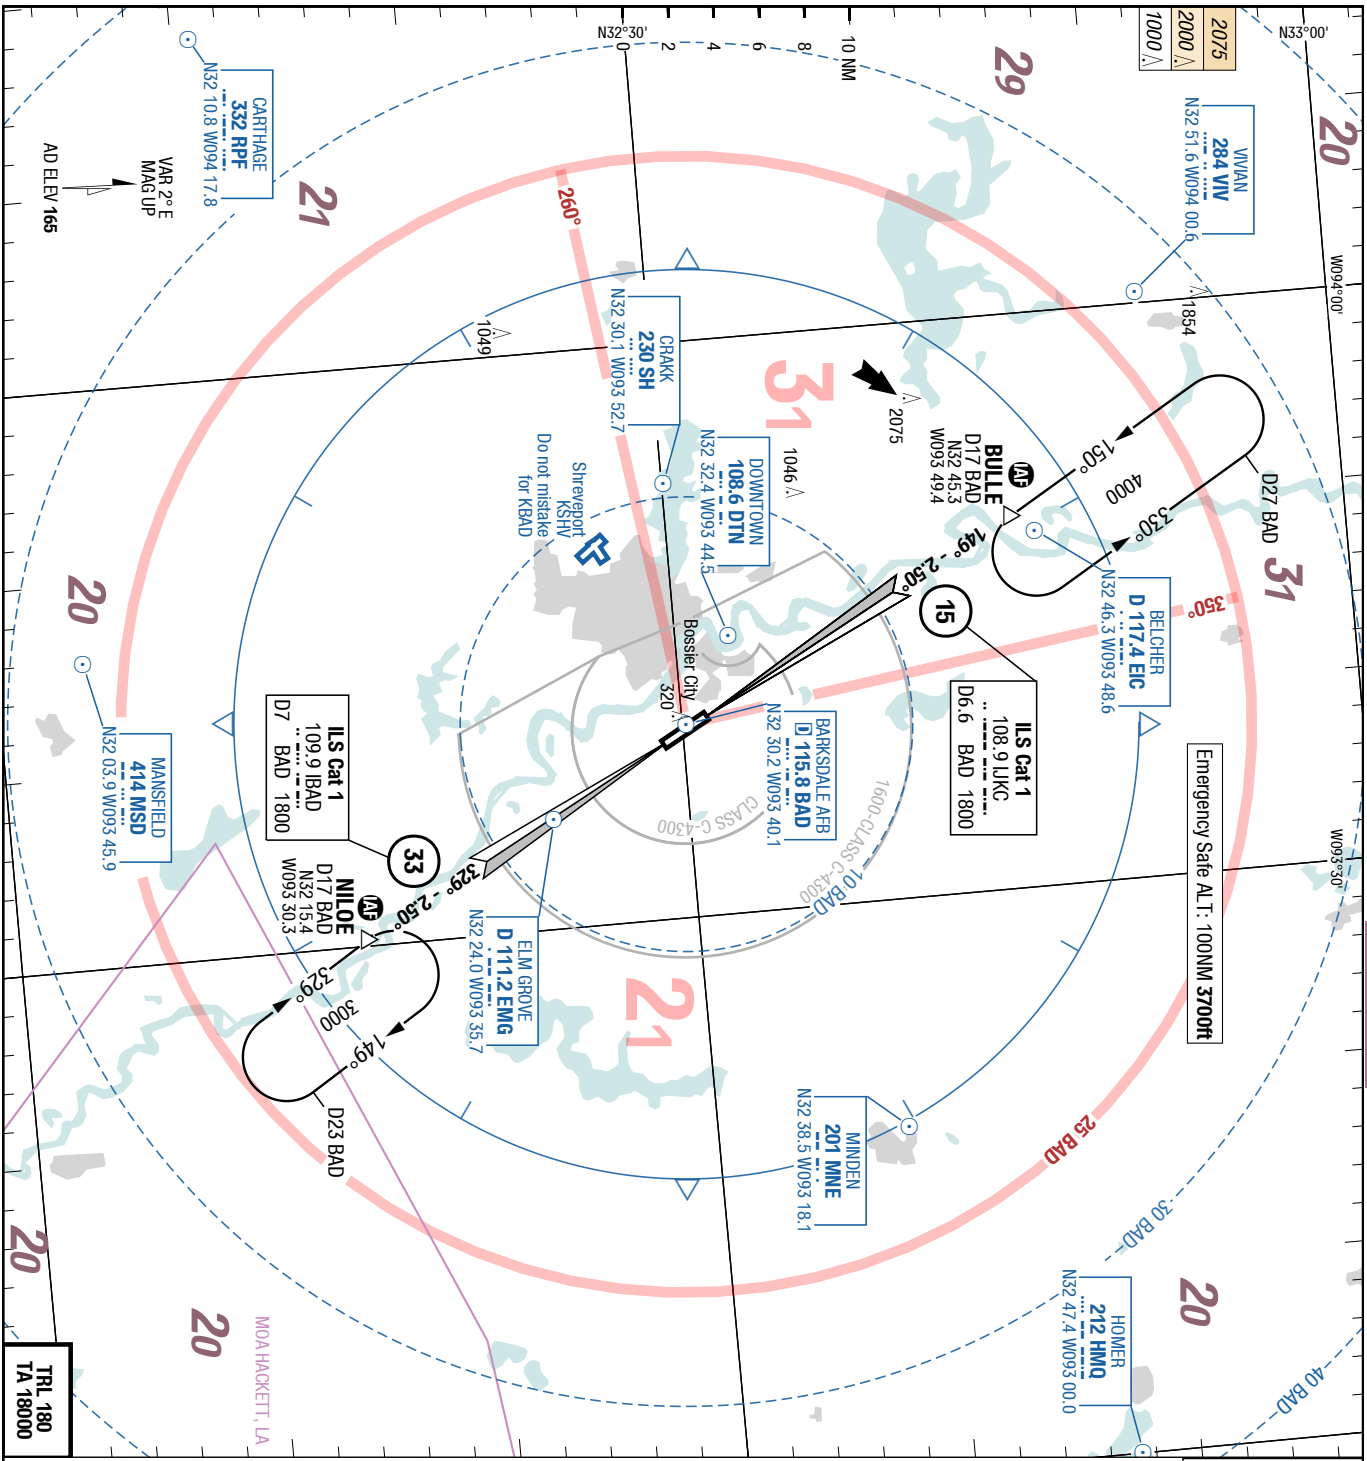 N33°00'
2075
2000
1000
N32°30'
0
2
4
6
8
10 NM
20
29
21
31
20
20
20
20
31
21
VIVIAN
284 VIV
N32 51.6 W094 00.6
CARTHAGE
332 RPF
N32 10.8 W094 17.8
VAR 2° E
MAG UP
AD ELEV 165
W094°00'
1854
1049
2075
1046
320
260°
350°
CRAKK
230 SH
N32 30.1 W093 52.7
DOWNTOWN
108.6 DTN
N32 32.4 W093 44.5
Shreveport
KSHV
Do not mistake
for KBAD
IAF
BULLE
D17 BAD
N32 45.3
W093 49.4
150°
4000
330°
D27 BAD
149° - 2.50°
15
BELCHER
D 117.4 EIC
N32 46.3 W093 48.6
ILS Cat 1
108.9 IJKC
D6.6 BAD 1800
Bossier City
BARKSDALE AFB
D 115.8 BAD
N32 30.2 W093 40.1
Emergency Safe ALT: 100NM 3700ft
W093°30'
MANSFIELD
414 MSD
N32 03.9 W093 45.9
ILS Cat 1
109.9 IBAD
D7 BAD 1800
33
329° - 2.50°
IAF
NILOE
D17 BAD
N32 15.4
W093 30.3
329°
3000
149°
D23 BAD
ELM GROVE
D 111.2 EMG
N32 24.0 W093 35.7
CLASS C-4300
1600-CLASS C-4300
10 BAD
25 BAD
30 BAD
40 BAD
MINDEN
201 MNE
N32 38.5 W093 18.1
HOMER
212 HMQ
N32 47.4 W093 00.0
MOA HACKETT, LA
TRL 180
TA 18000